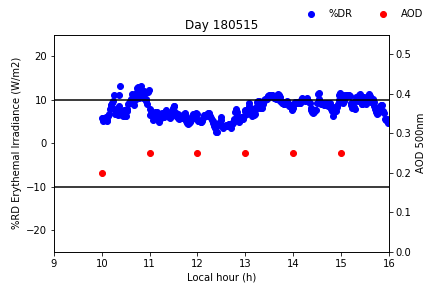 %DR AOD
Day 180515
20
10
0
−10
−20
%RD Erythemal Irradiance (W/m2)
0.5
0.4
0.3
0.2
0.1
0.0
AOD 500nm
9 10 11 12 13 14 15 16
Local hour (h)